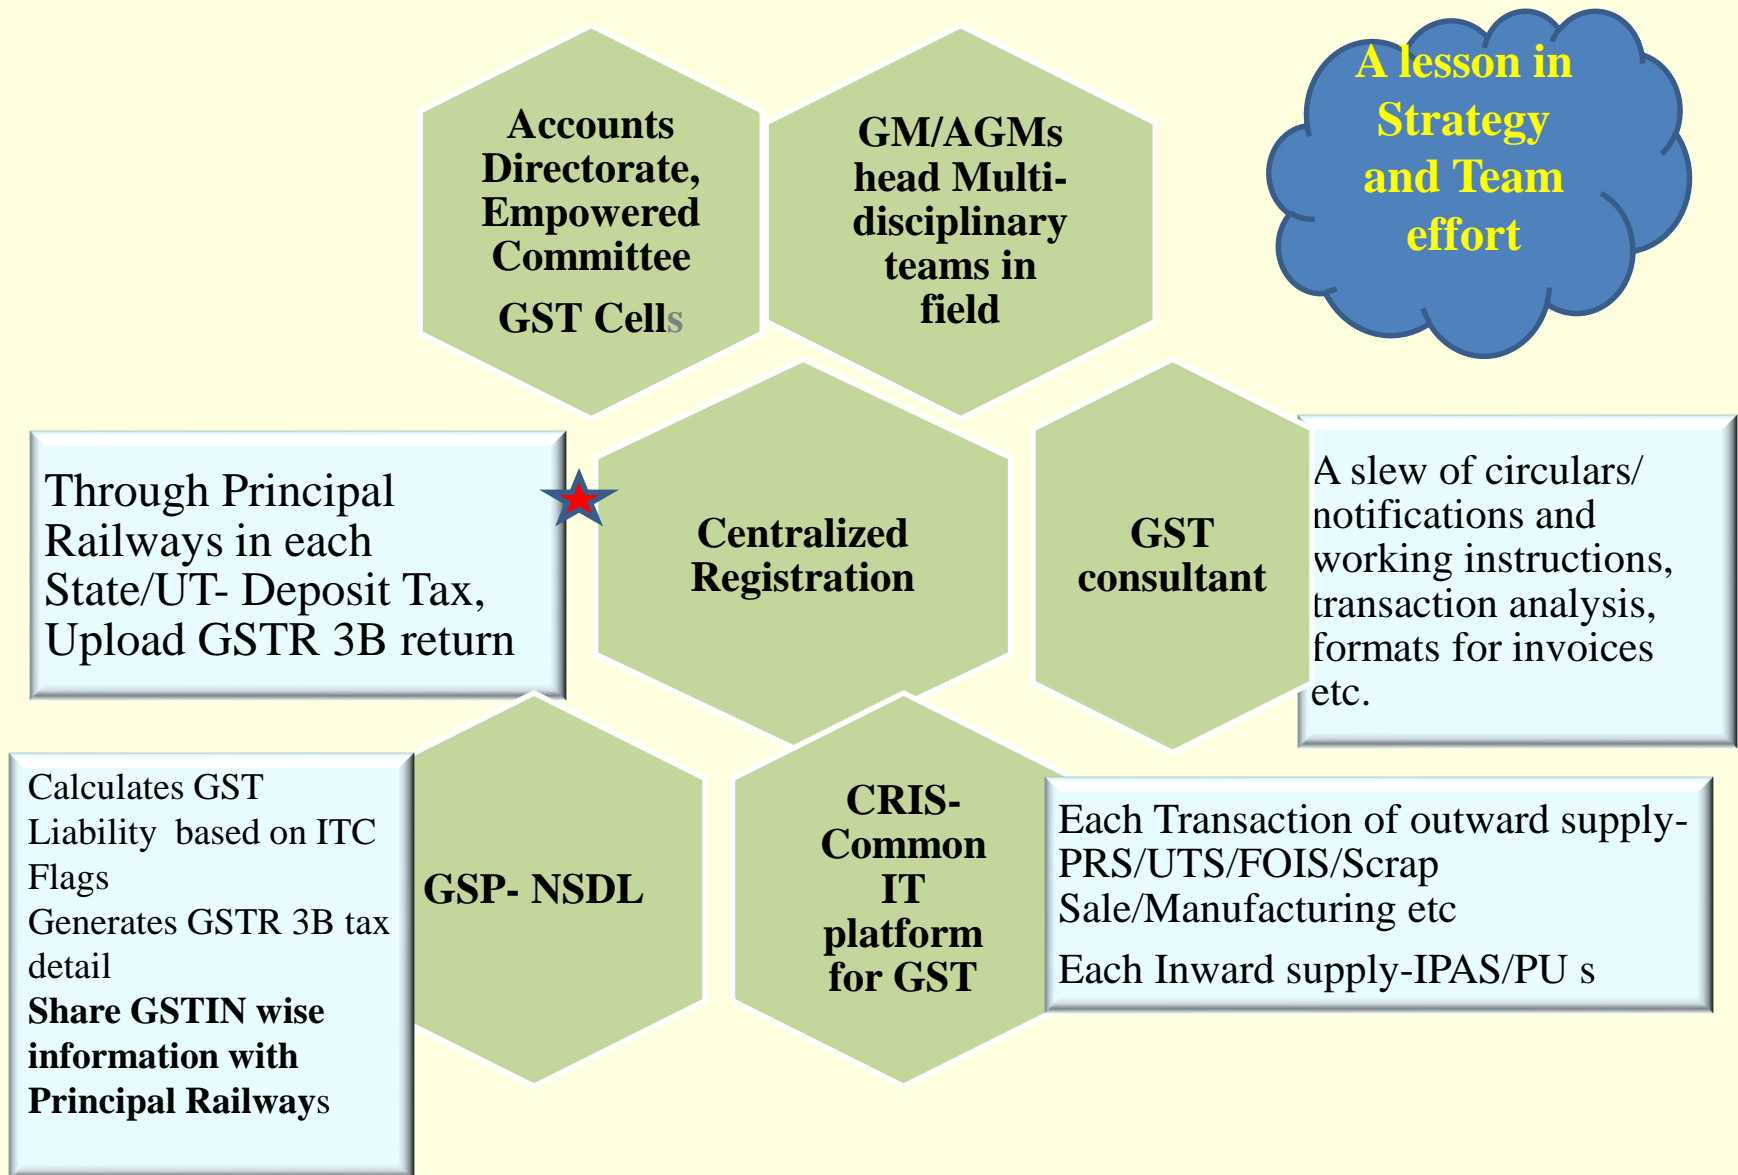 Accounts
Directorate,
Empowered
Committee
GST Cells
GM/AGMs
head Multi-
disciplinary
teams in
field
A lesson in
Strategy
and Team
effort
Through Principal
Railways in each
State/UT- Deposit Tax,
Upload GSTR 3B return
Centralized
Registration
GST
consultant
A slew of circulars/
notifications and
working instructions,
transaction analysis,
formats for invoices
etc.
Calculates GST
Liability based on ITC
Flags
Generates GSTR 3B tax
detail
Share GSTIN wise
information with
Principal Railways
GSP- NSDL
CRIS-
Common
IT
platform
for GST
Each Transaction of outward supply-
PRS/UTS/FOIS/Scrap
Sale/Manufacturing etc
Each Inward supply-IPAS/PU s